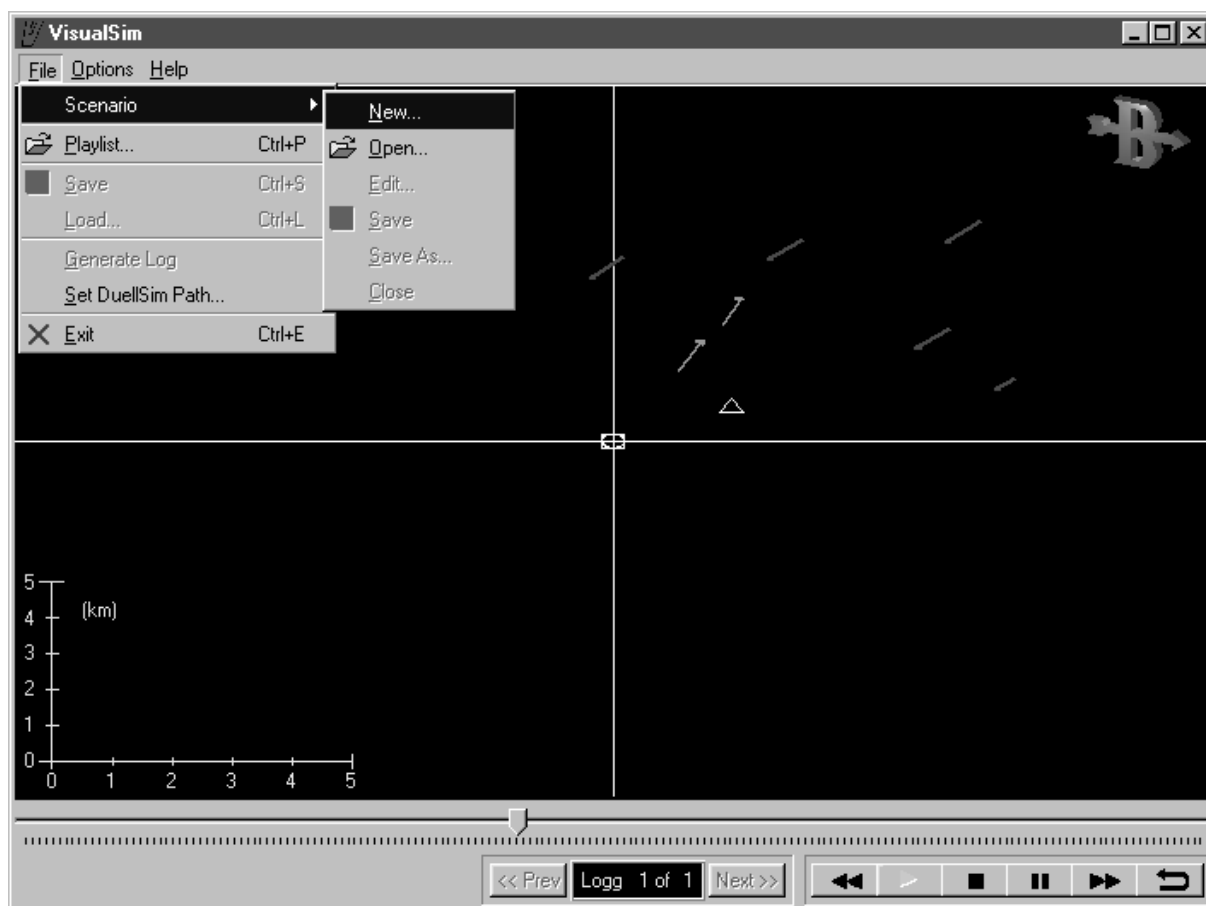 VisualSim
File Options Help
Scenario
Playlist... Ctrl+P
Save Ctrl+S
Load... Ctrl+L
Generate Log
Set DuellSim Path...
Exit Ctrl+E
New...
Open...
Edit...
Save
Save As...
Close
B
5
4 (km)
3
2
1
0
0 1 2 3 4 5
<< Prev Logg 1 of 1 Next >>